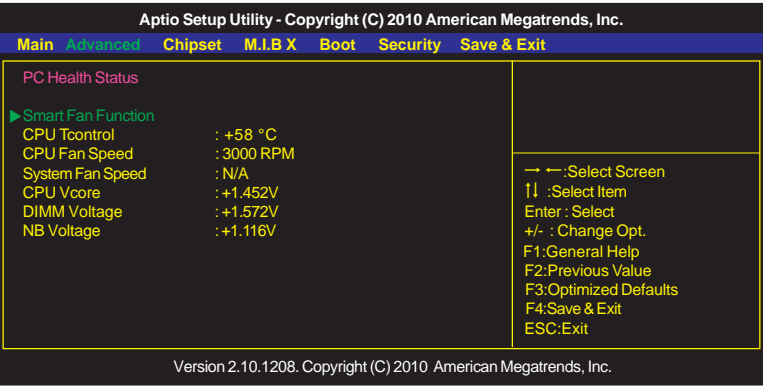 Aptio Setup Utility - Copyright (C) 2010 American Megatrends, Inc.
Main Advanced Chipset M.I.B X Boot Security Save & Exit
PC Health Status
▶Smart Fan Function
CPU Tcontrol : +58 °C
CPU Fan Speed : 3000 RPM
System Fan Speed : N/A
CPU Vcore : +1.452V
DIMM Voltage : +1.572V
NB Voltage : +1.116V
→ ←:Select Screen
↑↓ :Select Item
Enter : Select
+/- : Change Opt.
F1:General Help
F2:Previous Value
F3:Optimized Defaults
F4:Save & Exit
ESC:Exit
Version 2.10.1208. Copyright (C) 2010 American Megatrends, Inc.